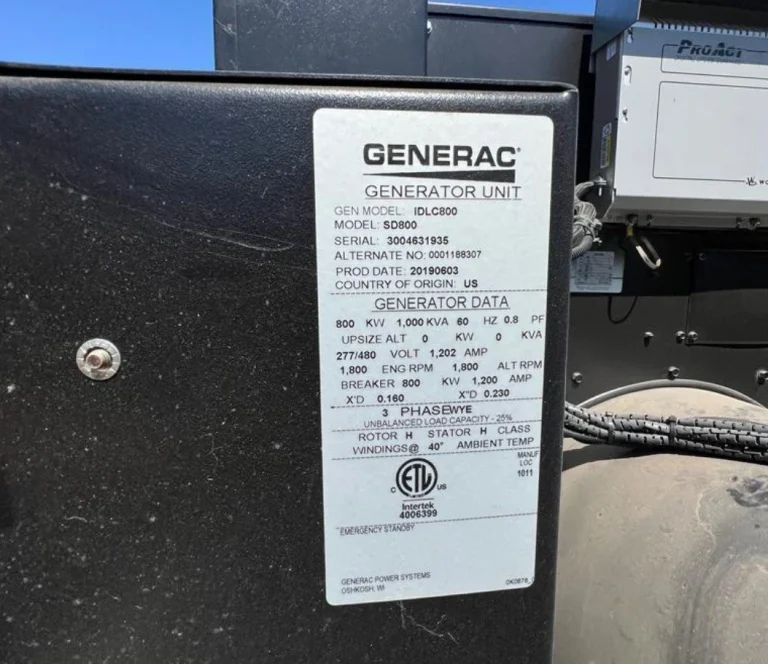 GENERAC
GENERATOR UNIT
GEN MODEL: IDLC800
MODEL: SD800
SERIAL: 3004631935
ALTERNATE NO: 0001188307
PROD DATE: 20190603
COUNTRY OF ORIGIN: US
GENERATOR DATA
800 KW 1,000 KVA 60 HZ 0.8 PF
UPSIZE ALT 0 KW 0 KVA
277/480 VOLT 1,202 AMP
1,800 ENG RPM 1,800 ALT RPM
BREAKER 800 KW 1,200 AMP
X'D 0.160 X"D 0.230
3 PHASE WYE
UNBALANCED LOAD CAPACITY - 25%
ROTOR H STATOR H CLASS
WINDINGS @ 40° AMBIENT TEMP
MANUF
LOC
1011
C ETL US
Intertek
4006399
EMERGENCY STANDBY
GENERAC POWER SYSTEMS
OSHKOSH, WI
PROACT